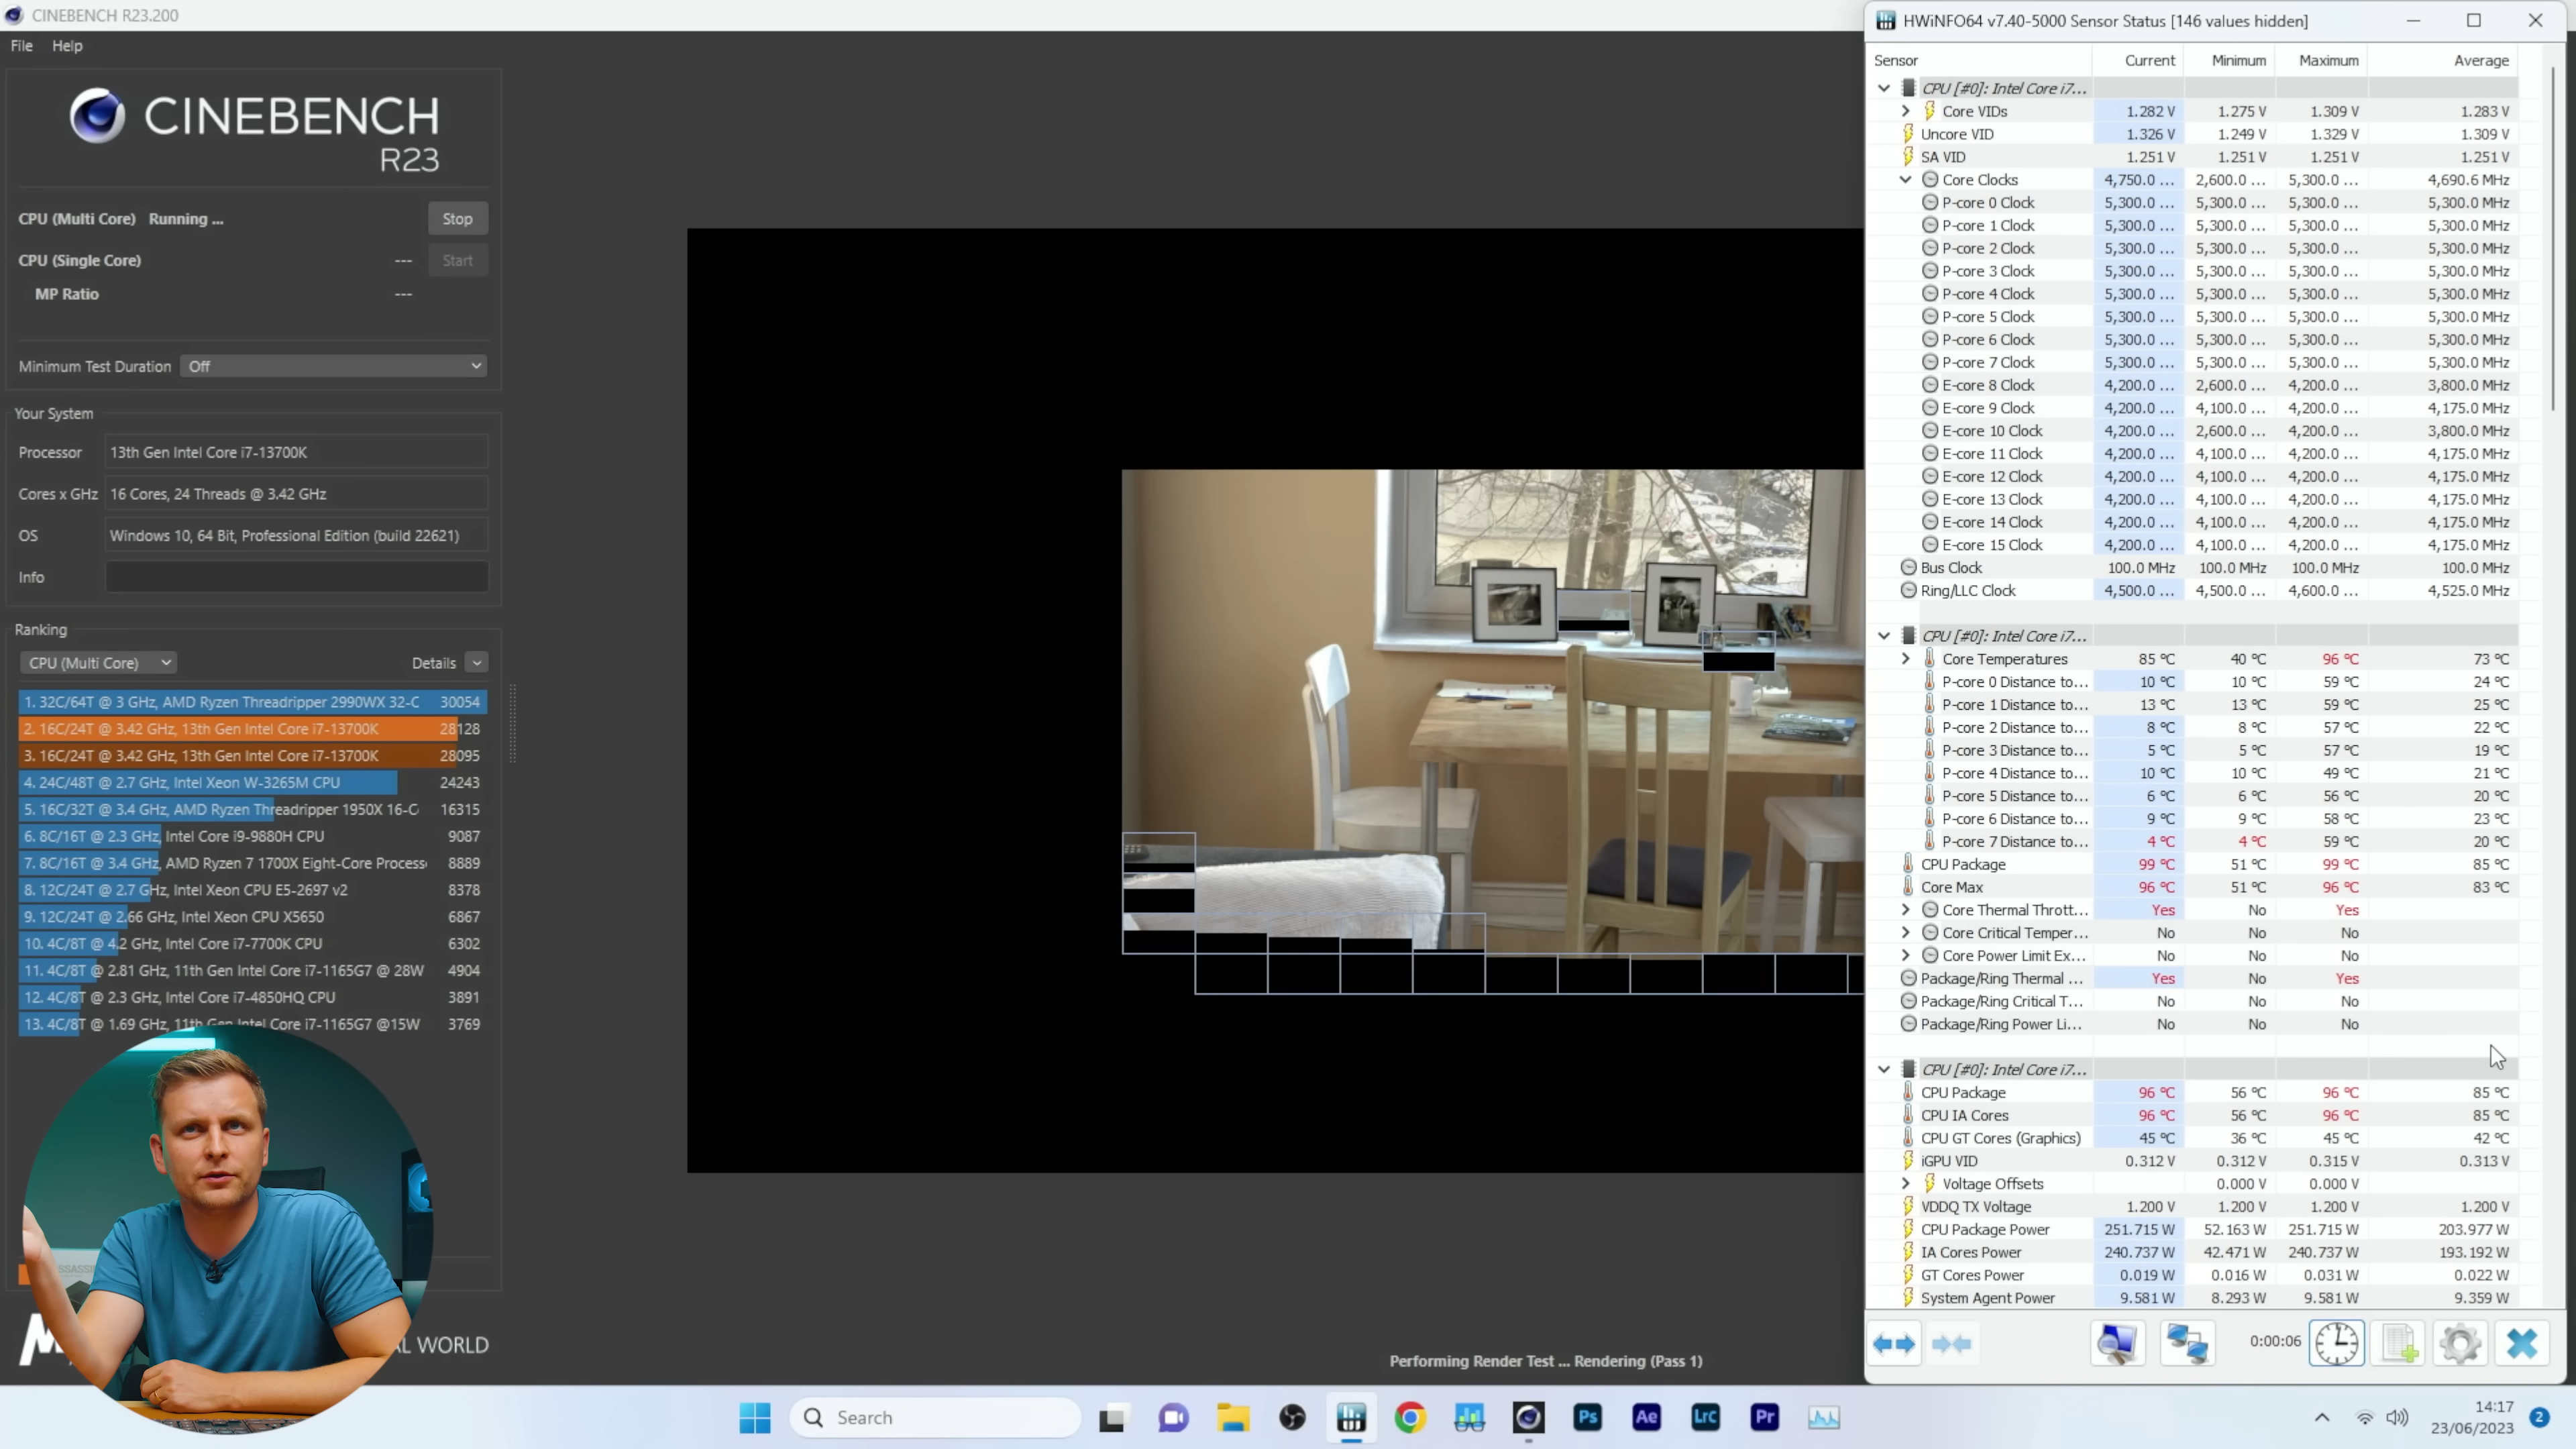 CINEBENCH R23.200
File Help
CINEBENCH
R23
CPU (Multi Core) Running ... Stop
CPU (Single Core) --- Start
MP Ratio ---
Minimum Test Duration Off
Your System
Processor 13th Gen Intel Core i7-13700K
Cores x GHz 16 Cores, 24 Threads @ 3.42 GHz
OS Windows 10, 64 Bit, Professional Edition (build 22621)
Info
Ranking
CPU (Multi Core) Details
1. 32C/64T @ 3 GHz, AMD Ryzen Threadripper 2990WX 32-C 30054
2. 16C/24T @ 3.42 GHz, 13th Gen Intel Core i7-13700K 28128
3. 16C/24T @ 3.42 GHz, 13th Gen Intel Core i7-13700K 28095
4. 24C/48T @ 2.7 GHz, Intel Xeon W-3265M CPU 24243
5. 16C/32T @ 3.4 GHz, AMD Ryzen Threadripper 1950X 16-C 16315
6. 8C/16T @ 2.3 GHz, Intel Core i9-9880H CPU 9087
7. 8C/16T @ 3.4 GHz, AMD Ryzen 7 1700X Eight-Core Process 8889
8. 12C/24T @ 2.7 GHz, Intel Xeon CPU E5-2697 v2 8378
9. 12C/24T @ 2.66 GHz, Intel Xeon CPU X5650 6867
10. 4C/8T @ 4.2 GHz, Intel Core i7-7700K CPU 6302
11. 4C/8T @ 2.81 GHz, 11th Gen Intel Core i7-1165G7 @ 28W 4904
12. 4C/8T @ 2.3 GHz, Intel Core i7-4850HQ CPU 3891
13. 4C/8T @ 1.69 GHz, 11th Gen Intel Core i7-1165G7 @15W 3769
AL WORLD
Performing Render Test ... Rendering (Pass 1)
HWiNFO64 v7.40-5000 Sensor Status [146 values hidden]
Sensor Current Minimum Maximum Average
CPU [#0]: Intel Core i7...
Core VIDs 1.282 V 1.275 V 1.309 V 1.283 V
Uncore VID 1.326 V 1.249 V 1.329 V 1.309 V
SA VID 1.251 V 1.251 V 1.251 V 1.251 V
Core Clocks 4,750.0 ... 2,600.0 ... 5,300.0 ... 4,690.6 MHz
P-core 0 Clock 5,300.0 ... 5,300.0 ... 5,300.0 ... 5,300.0 MHz
P-core 1 Clock 5,300.0 ... 5,300.0 ... 5,300.0 ... 5,300.0 MHz
P-core 2 Clock 5,300.0 ... 5,300.0 ... 5,300.0 ... 5,300.0 MHz
P-core 3 Clock 5,300.0 ... 5,300.0 ... 5,300.0 ... 5,300.0 MHz
P-core 4 Clock 5,300.0 ... 5,300.0 ... 5,300.0 ... 5,300.0 MHz
P-core 5 Clock 5,300.0 ... 5,300.0 ... 5,300.0 ... 5,300.0 MHz
P-core 6 Clock 5,300.0 ... 5,300.0 ... 5,300.0 ... 5,300.0 MHz
P-core 7 Clock 5,300.0 ... 5,300.0 ... 5,300.0 ... 5,300.0 MHz
E-core 8 Clock 4,200.0 ... 2,600.0 ... 4,200.0 ... 3,800.0 MHz
E-core 9 Clock 4,200.0 ... 4,100.0 ... 4,200.0 ... 4,175.0 MHz
E-core 10 Clock 4,200.0 ... 2,600.0 ... 4,200.0 ... 3,800.0 MHz
E-core 11 Clock 4,200.0 ... 4,100.0 ... 4,200.0 ... 4,175.0 MHz
E-core 12 Clock 4,200.0 ... 4,100.0 ... 4,200.0 ... 4,175.0 MHz
E-core 13 Clock 4,200.0 ... 4,100.0 ... 4,200.0 ... 4,175.0 MHz
E-core 14 Clock 4,200.0 ... 4,100.0 ... 4,200.0 ... 4,175.0 MHz
E-core 15 Clock 4,200.0 ... 4,100.0 ... 4,200.0 ... 4,175.0 MHz
Bus Clock 100.0 MHz 100.0 MHz 100.0 MHz 100.0 MHz
Ring/LLC Clock 4,500.0 ... 4,500.0 ... 4,600.0 ... 4,525.0 MHz
CPU [#0]: Intel Core i7...
Core Temperatures 85 °C 40 °C 96 °C 73 °C
P-core 0 Distance to... 10 °C 10 °C 59 °C 24 °C
P-core 1 Distance to... 13 °C 13 °C 59 °C 25 °C
P-core 2 Distance to... 8 °C 8 °C 57 °C 22 °C
P-core 3 Distance to... 5 °C 5 °C 57 °C 19 °C
P-core 4 Distance to... 10 °C 10 °C 49 °C 21 °C
P-core 5 Distance to... 6 °C 6 °C 56 °C 20 °C
P-core 6 Distance to... 9 °C 9 °C 58 °C 23 °C
P-core 7 Distance to... 4 °C 4 °C 59 °C 20 °C
CPU Package 99 °C 51 °C 99 °C 85 °C
Core Max 96 °C 51 °C 96 °C 83 °C
Core Thermal Thrott... Yes No Yes
Core Critical Temper... No No No
Core Power Limit Ex... No No No
Package/Ring Thermal ... Yes No Yes
Package/Ring Critical T... No No No
Package/Ring Power Li... No No No
CPU [#0]: Intel Core i7...
CPU Package 96 °C 56 °C 96 °C 85 °C
CPU IA Cores 96 °C 56 °C 96 °C 85 °C
CPU GT Cores (Graphics) 45 °C 36 °C 45 °C 42 °C
iGPU VID 0.312 V 0.312 V 0.315 V 0.313 V
Voltage Offsets 0.000 V 0.000 V
VDDQ TX Voltage 1.200 V 1.200 V 1.200 V 1.200 V
CPU Package Power 251.715 W 52.163 W 251.715 W 203.977 W
IA Cores Power 240.737 W 42.471 W 240.737 W 193.192 W
GT Cores Power 0.019 W 0.016 W 0.031 W 0.022 W
System Agent Power 9.581 W 8.293 W 9.581 W 9.359 W
0:00:06
Search
Ps Ae Lrc Pr
14:17
23/06/2023
2